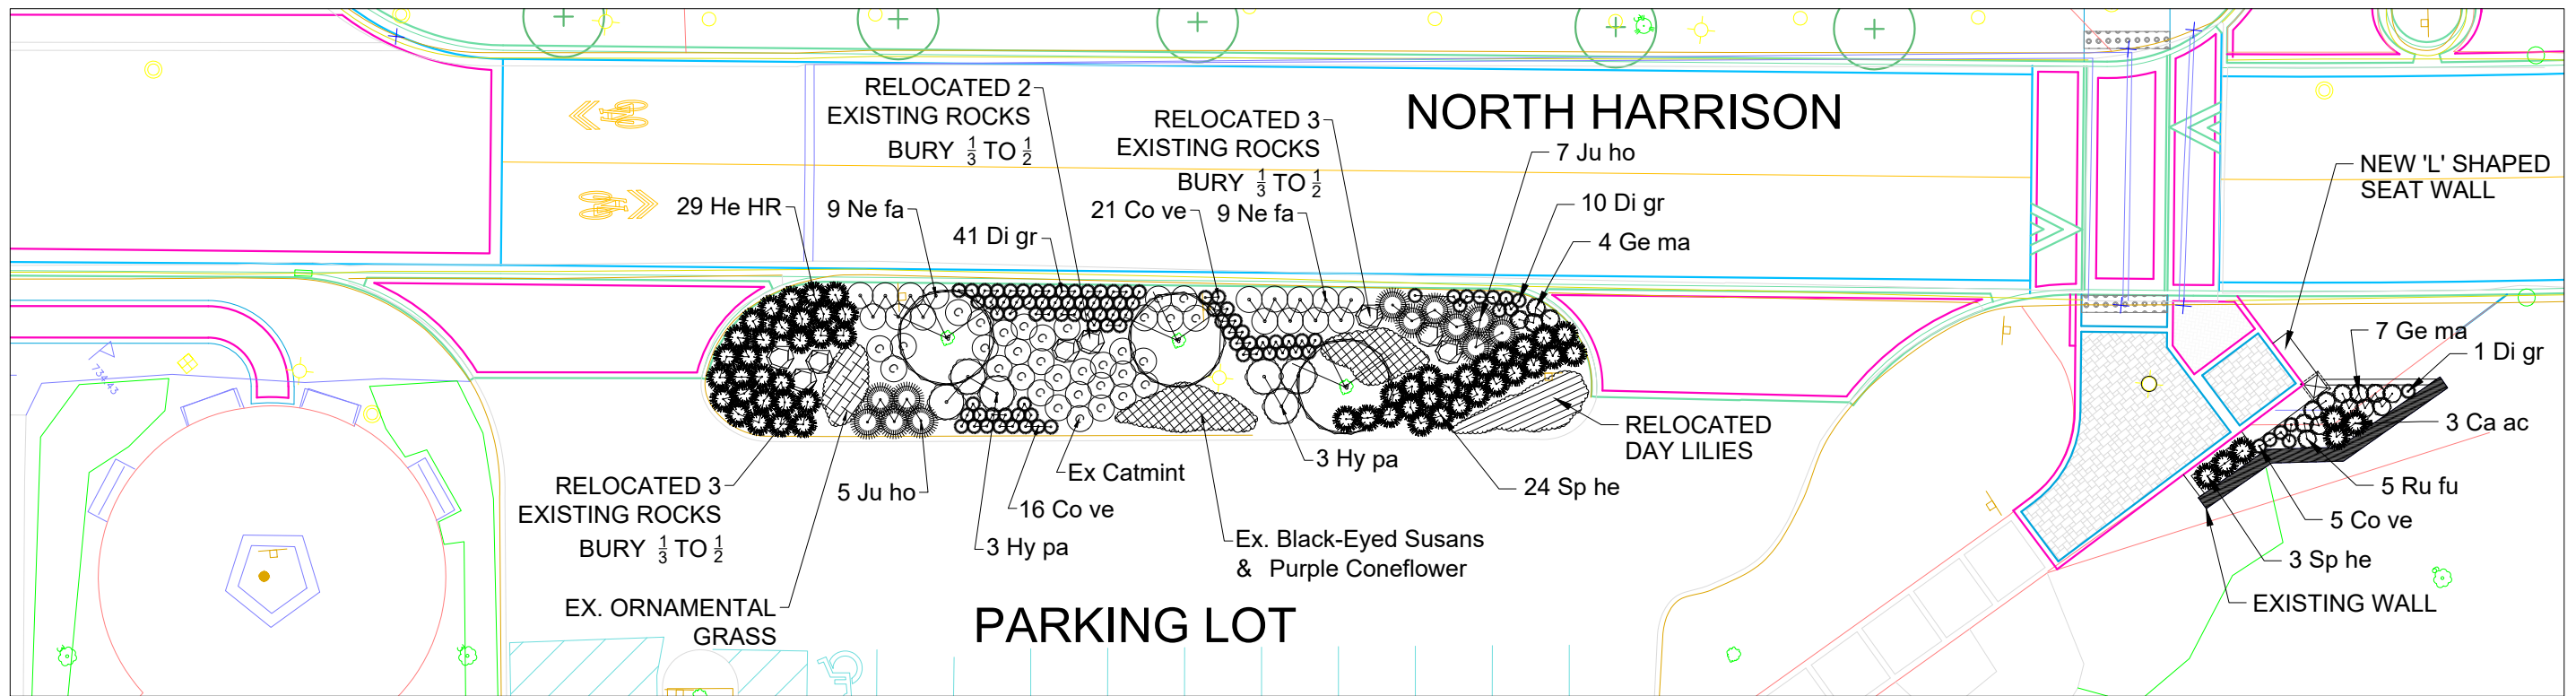 NORTH HARRISON
RELOCATED 2
EXISTING ROCKS
BURY 1/3 TO 1/2
RELOCATED 3
EXISTING ROCKS
BURY 1/3 TO 1/2
7 Ju ho
10 Di gr
4 Ge ma
29 He HR
9 Ne fa
41 Di gr
21 Co ve
9 Ne fa
NEW 'L' SHAPED
SEAT WALL
734.43
7 Ge ma
1 Di gr
3 Ca ac
5 Ru fu
5 Co ve
3 Sp he
EXISTING WALL
RELOCATED
DAY LILIES
24 Sp he
3 Hy pa
Ex Catmint
Ex. Black-Eyed Susans
& Purple Coneflower
16 Co ve
3 Hy pa
5 Ju ho
RELOCATED 3
EXISTING ROCKS
BURY 1/3 TO 1/2
EX. ORNAMENTAL
GRASS
PARKING LOT